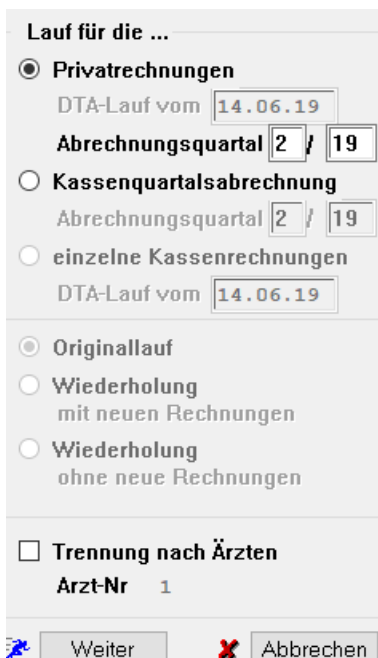 Lauf für die ...
Privatrechnungen
DTA-Lauf vom 14.06.19
Abrechnungsquartal 2 / 19
Kassenquartalsabrechnung
Abrechnungsquartal 2 / 19
einzelne Kassenrechnungen
DTA-Lauf vom 14.06.19
Originallauf
Wiederholung
mit neuen Rechnungen
Wiederholung
ohne neue Rechnungen
Trennung nach Ärzten
Arzt-Nr 1
Weiter Abbrechen